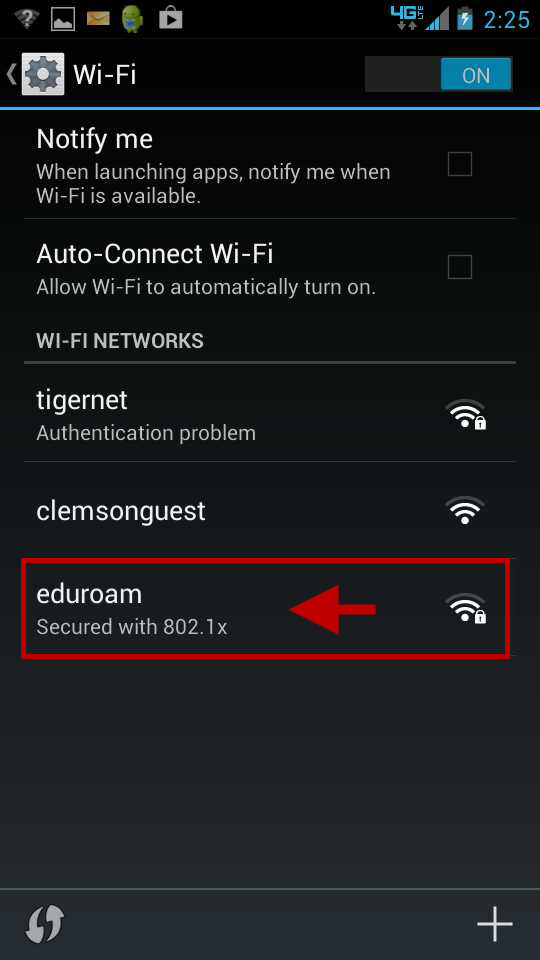 4G 2:25
Wi-Fi ON
Notify me
When launching apps, notify me when
Wi-Fi is available.
Auto-Connect Wi-Fi
Allow Wi-Fi to automatically turn on.
WI-FI NETWORKS
tigernet
Authentication problem
clemsonguest
eduroam
Secured with 802.1x